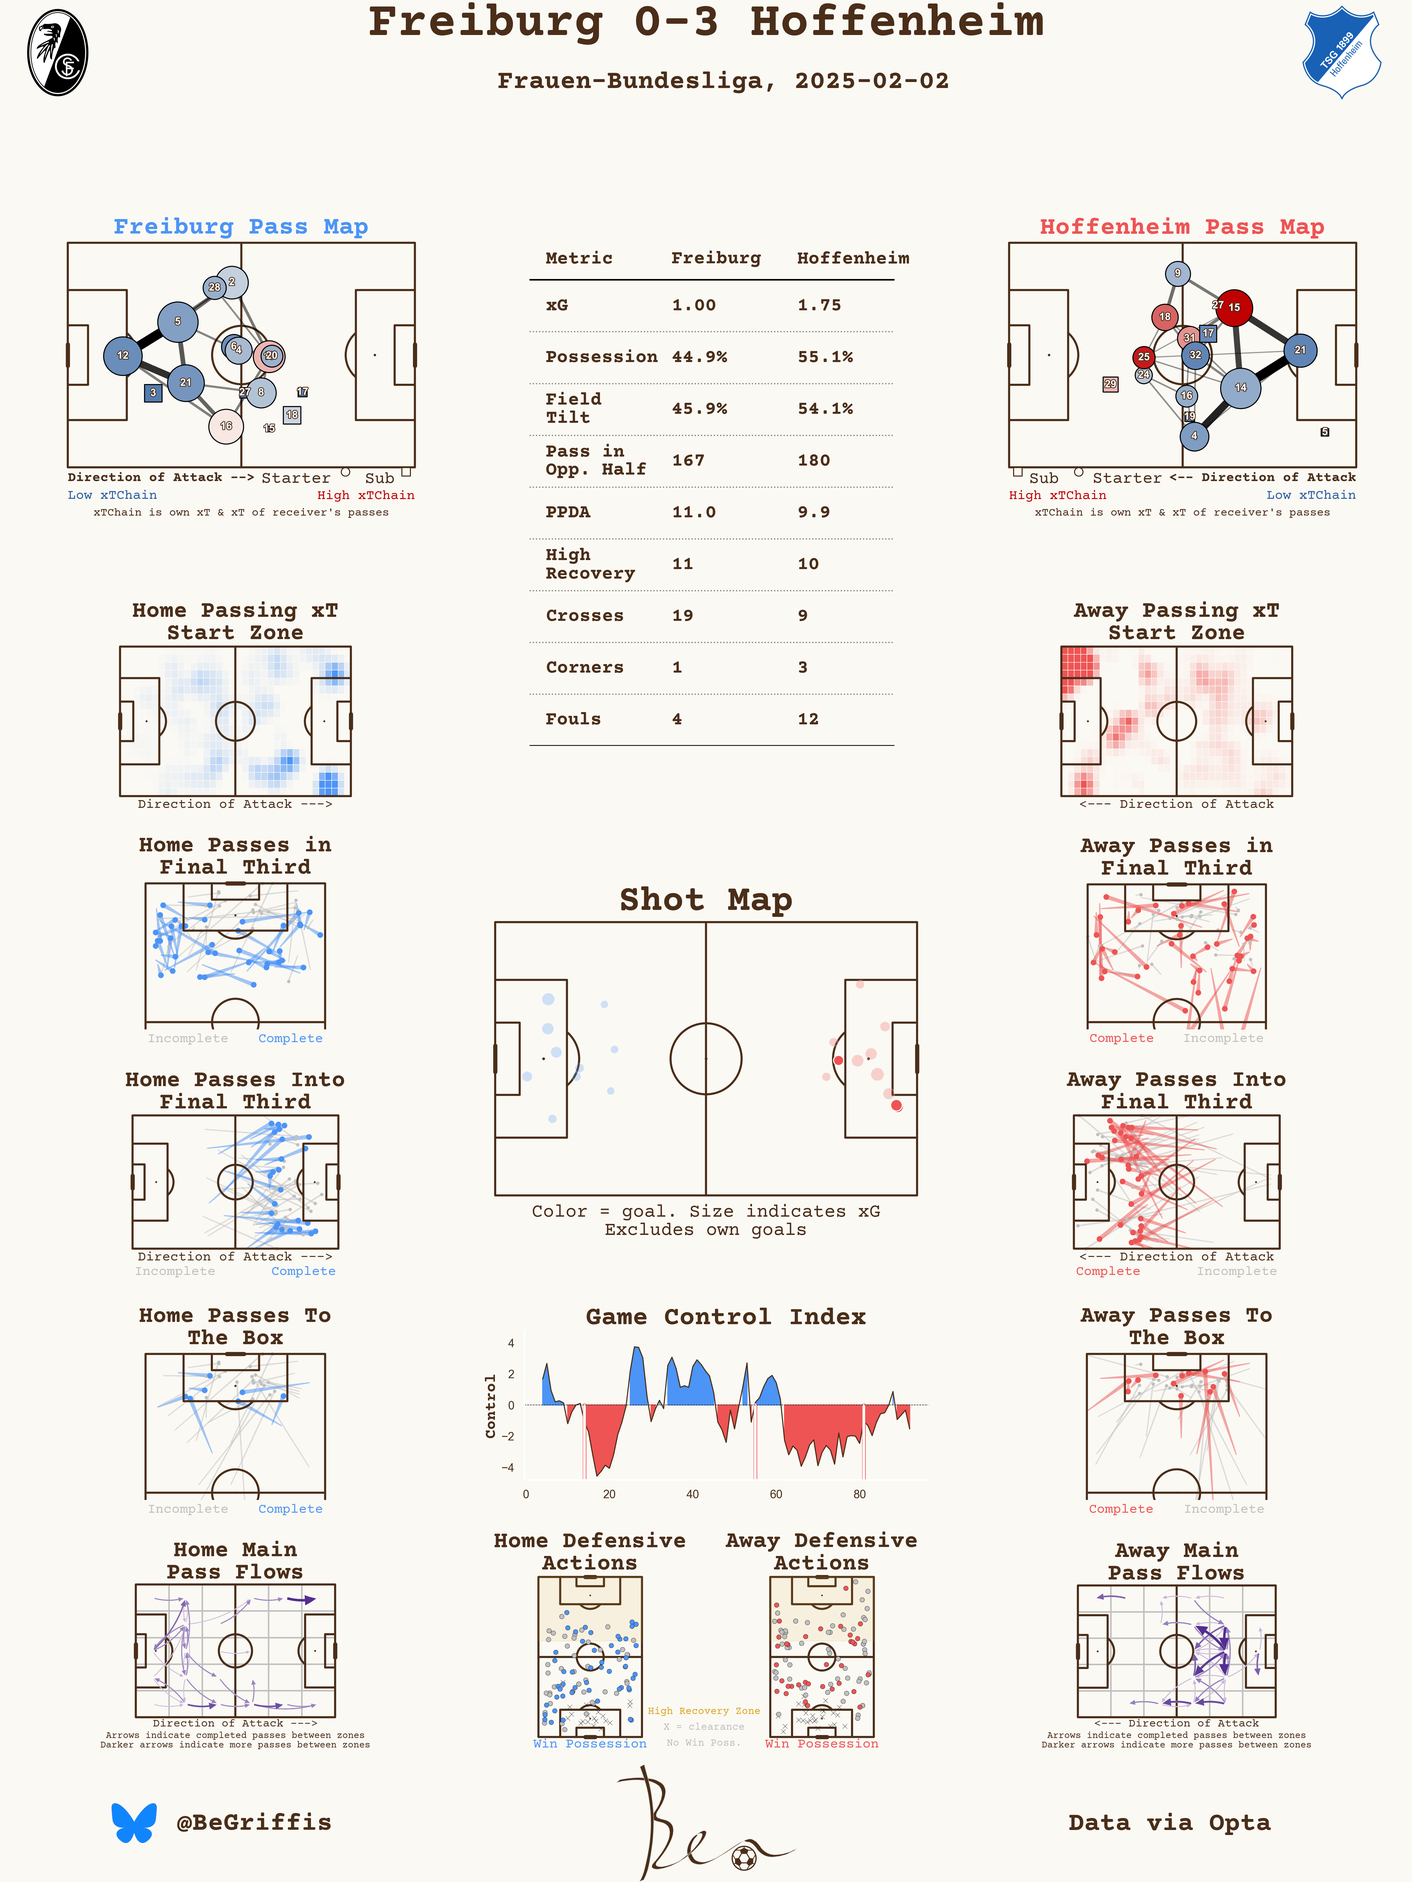 Freiburg 0-3 Hoffenheim
Frauen-Bundesliga, 2025-02-02
SC
TSG 1899
Hoffenheim
Freiburg Pass Map
28 2
5
12 6 4 20
21 3 27 8 17
18
16 15
Direction of Attack --> Starter Sub
Low xTChain High xTChain
xTChain is own xT & xT of receiver's passes
Metric Freiburg Hoffenheim
xG 1.00 1.75
Possession 44.9% 55.1%
Field
Tilt 45.9% 54.1%
Pass in
Opp. Half 167 180
PPDA 11.0 9.9
High
Recovery 11 10
Crosses 19 9
Corners 1 3
Fouls 4 12
Hoffenheim Pass Map
9
27 15
18
31 17
25 32 21
24
29 14
16
19
4 5
Sub Starter <-- Direction of Attack
High xTChain Low xTChain
xTChain is own xT & xT of receiver's passes
Home Passing xT
Start Zone
Direction of Attack --->
Away Passing xT
Start Zone
<--- Direction of Attack
Home Passes in
Final Third
Incomplete Complete
Away Passes in
Final Third
Complete Incomplete
Shot Map
Color = goal. Size indicates xG
Excludes own goals
Home Passes Into
Final Third
Direction of Attack --->
Incomplete Complete
Away Passes Into
Final Third
<--- Direction of Attack
Complete Incomplete
Home Passes To
The Box
Incomplete Complete
Game Control Index
Control
4
2
0
−2
−4
0 20 40 60 80
Away Passes To
The Box
Complete Incomplete
Home Main
Pass Flows
Direction of Attack --->
Arrows indicate completed passes between zones
Darker arrows indicate more passes between zones
Home Defensive
Actions
Win Possession
High Recovery Zone
X = clearance
No Win Poss.
Away Defensive
Actions
Win Possession
Away Main
Pass Flows
<--- Direction of Attack
Arrows indicate completed passes between zones
Darker arrows indicate more passes between zones
@BeGriffis
Ben
Data via Opta